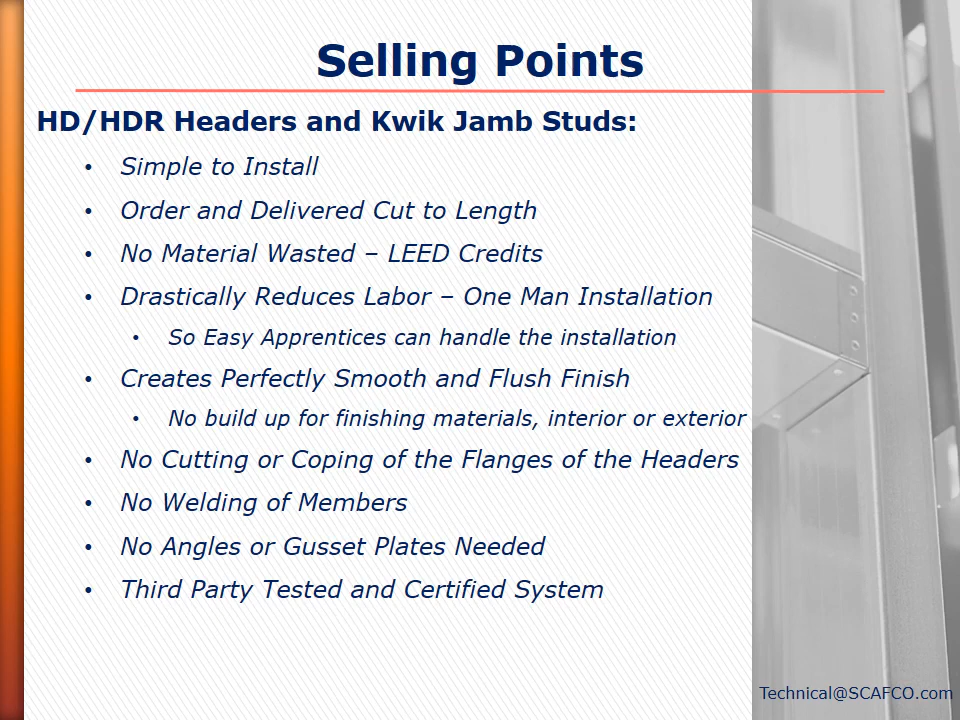 Selling Points
HD/HDR Headers and Kwik Jamb Studs:
• Simple to Install
• Order and Delivered Cut to Length
• No Material Wasted – LEED Credits
• Drastically Reduces Labor – One Man Installation
• So Easy Apprentices can handle the installation
• Creates Perfectly Smooth and Flush Finish
• No build up for finishing materials, interior or exterior
• No Cutting or Coping of the Flanges of the Headers
• No Welding of Members
• No Angles or Gusset Plates Needed
• Third Party Tested and Certified System
Technical@SCAFCO.com